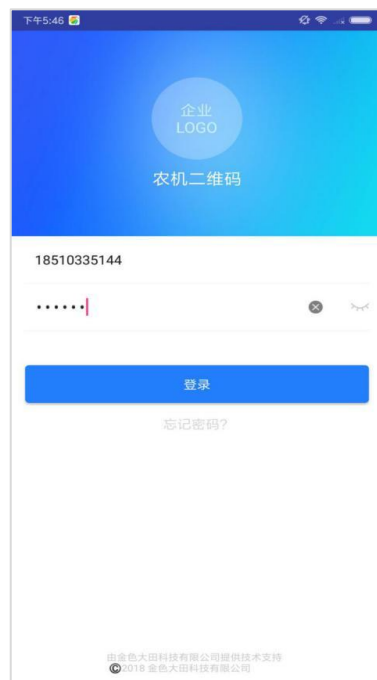 下午5:46
企业
LOGO
农机二维码
18510335144
••••••
登录
忘记密码?
由金色大田科技有限公司提供技术支持
©2018 金色大田科技有限公司